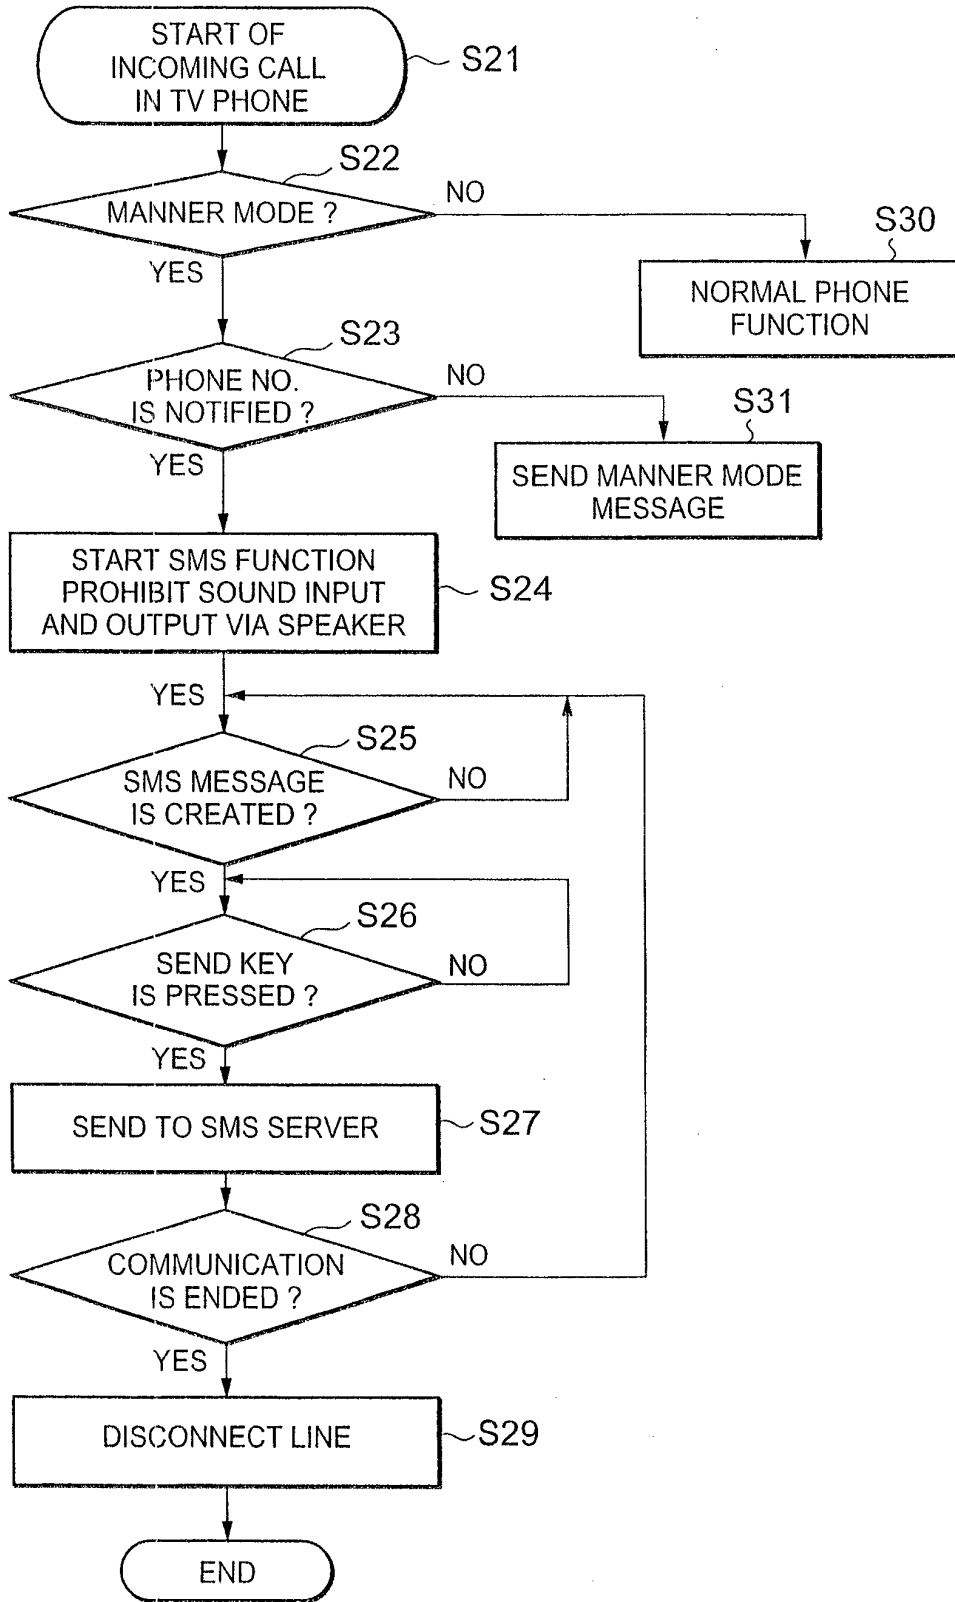 START OF
INCOMING CALL
IN TV PHONE
S21
S22
MANNER MODE ?
NO
YES
S30
NORMAL PHONE
FUNCTION
S23
PHONE NO.
IS NOTIFIED ?
NO
YES
S31
SEND MANNER MODE
MESSAGE
START SMS FUNCTION
PROHIBIT SOUND INPUT
AND OUTPUT VIA SPEAKER
S24
YES
S25
SMS MESSAGE
IS CREATED ?
NO
YES
S26
SEND KEY
IS PRESSED ?
NO
YES
SEND TO SMS SERVER
S27
S28
COMMUNICATION
IS ENDED ?
NO
YES
DISCONNECT LINE
S29
END